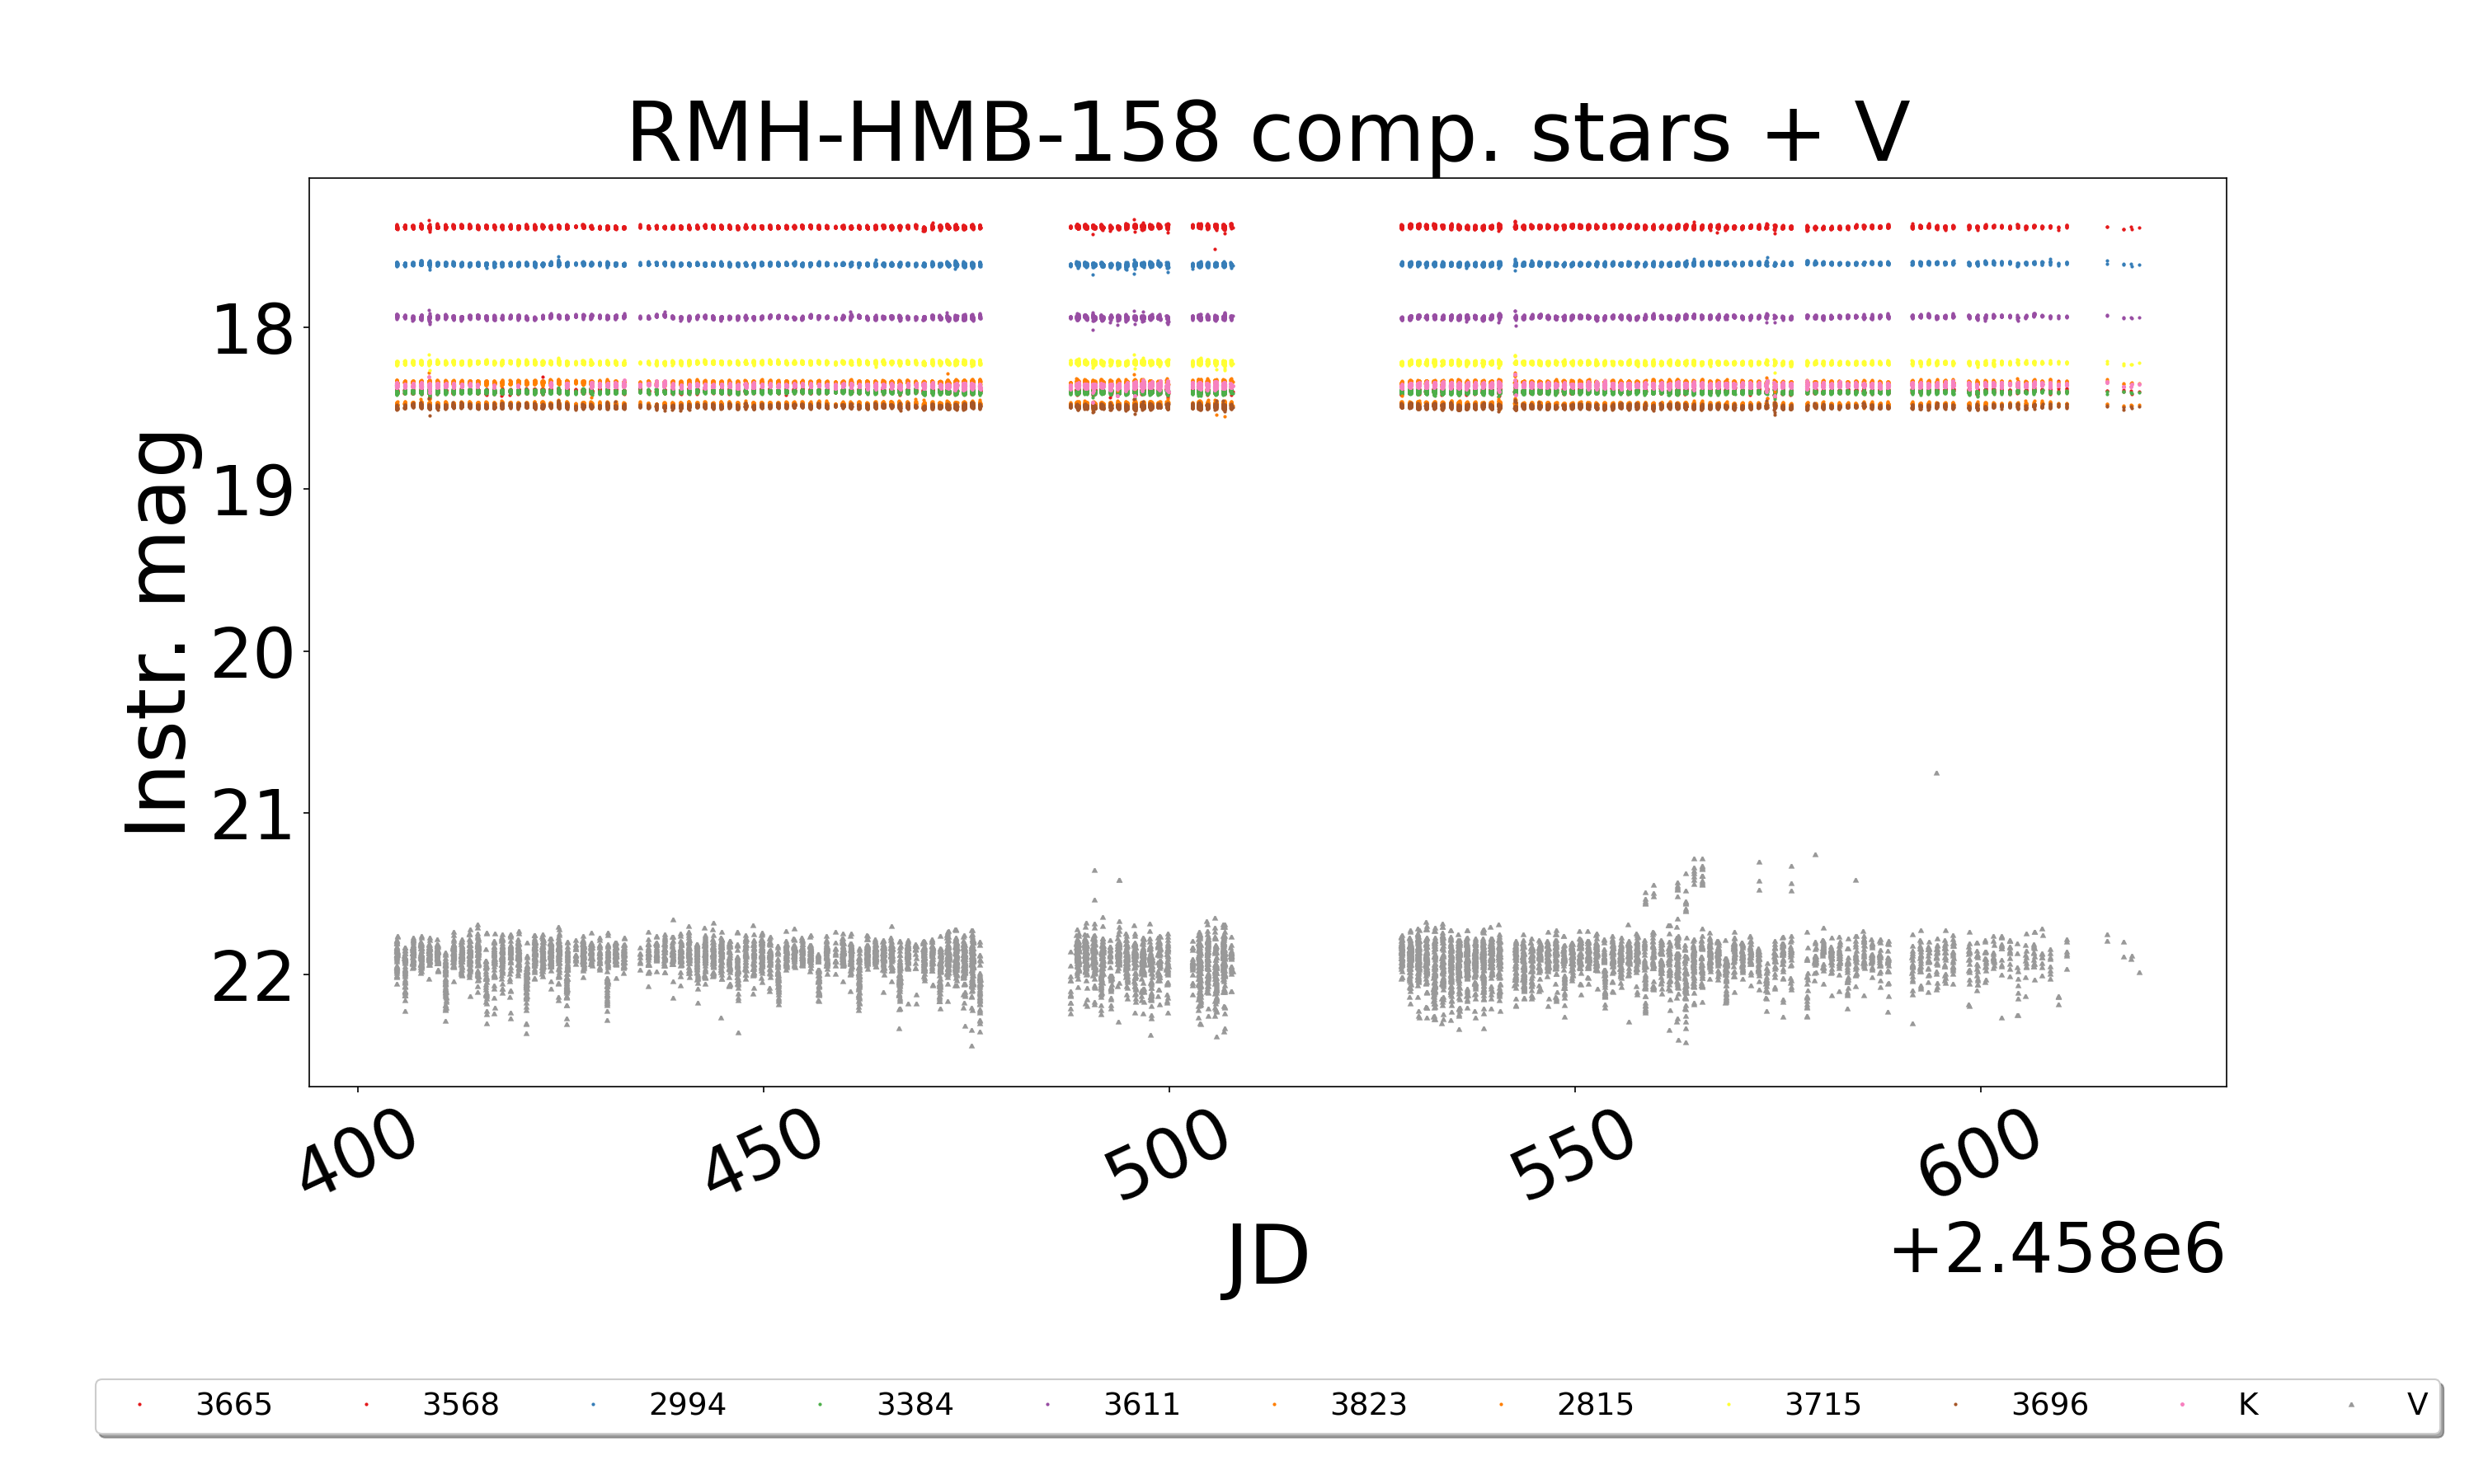 RMH-HMB-158 comp. stars + V
Instr. mag
18
19
20
21
22
400 450 500 550 600
JD
+2.458e6
3665 3568 2994 3384 3611 3823 2815 3715 3696 K V